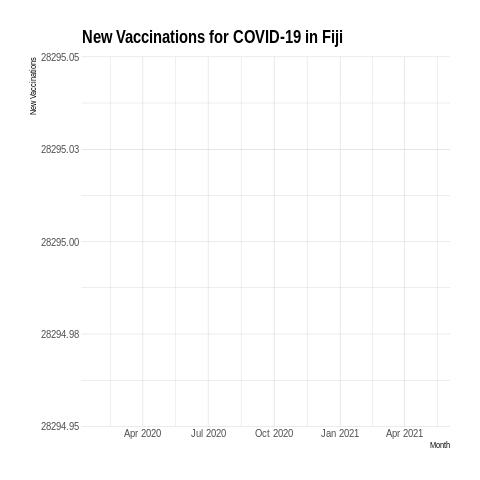 New Vaccinations for COVID-19 in Fiji
New Vaccinations
28295.05
28295.03
28295.00
28294.98
28294.95
Apr 2020 Jul 2020 Oct 2020 Jan 2021 Apr 2021
Month